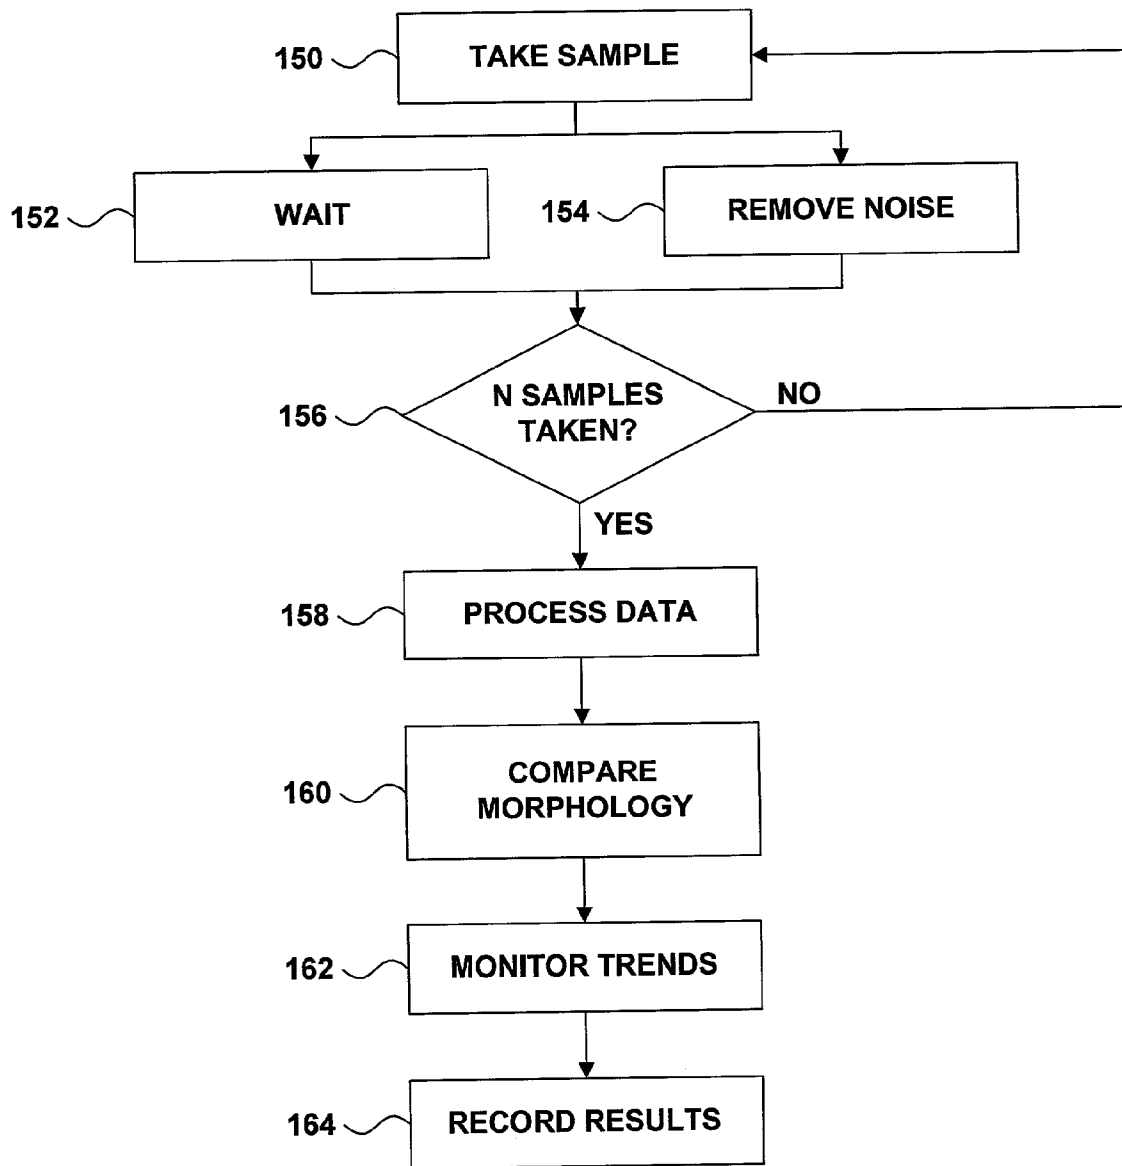 150
TAKE SAMPLE
152
WAIT
154
REMOVE NOISE
156
N SAMPLES
TAKEN?
NO
YES
158
PROCESS DATA
160
COMPARE
MORPHOLOGY
162
MONITOR TRENDS
164
RECORD RESULTS